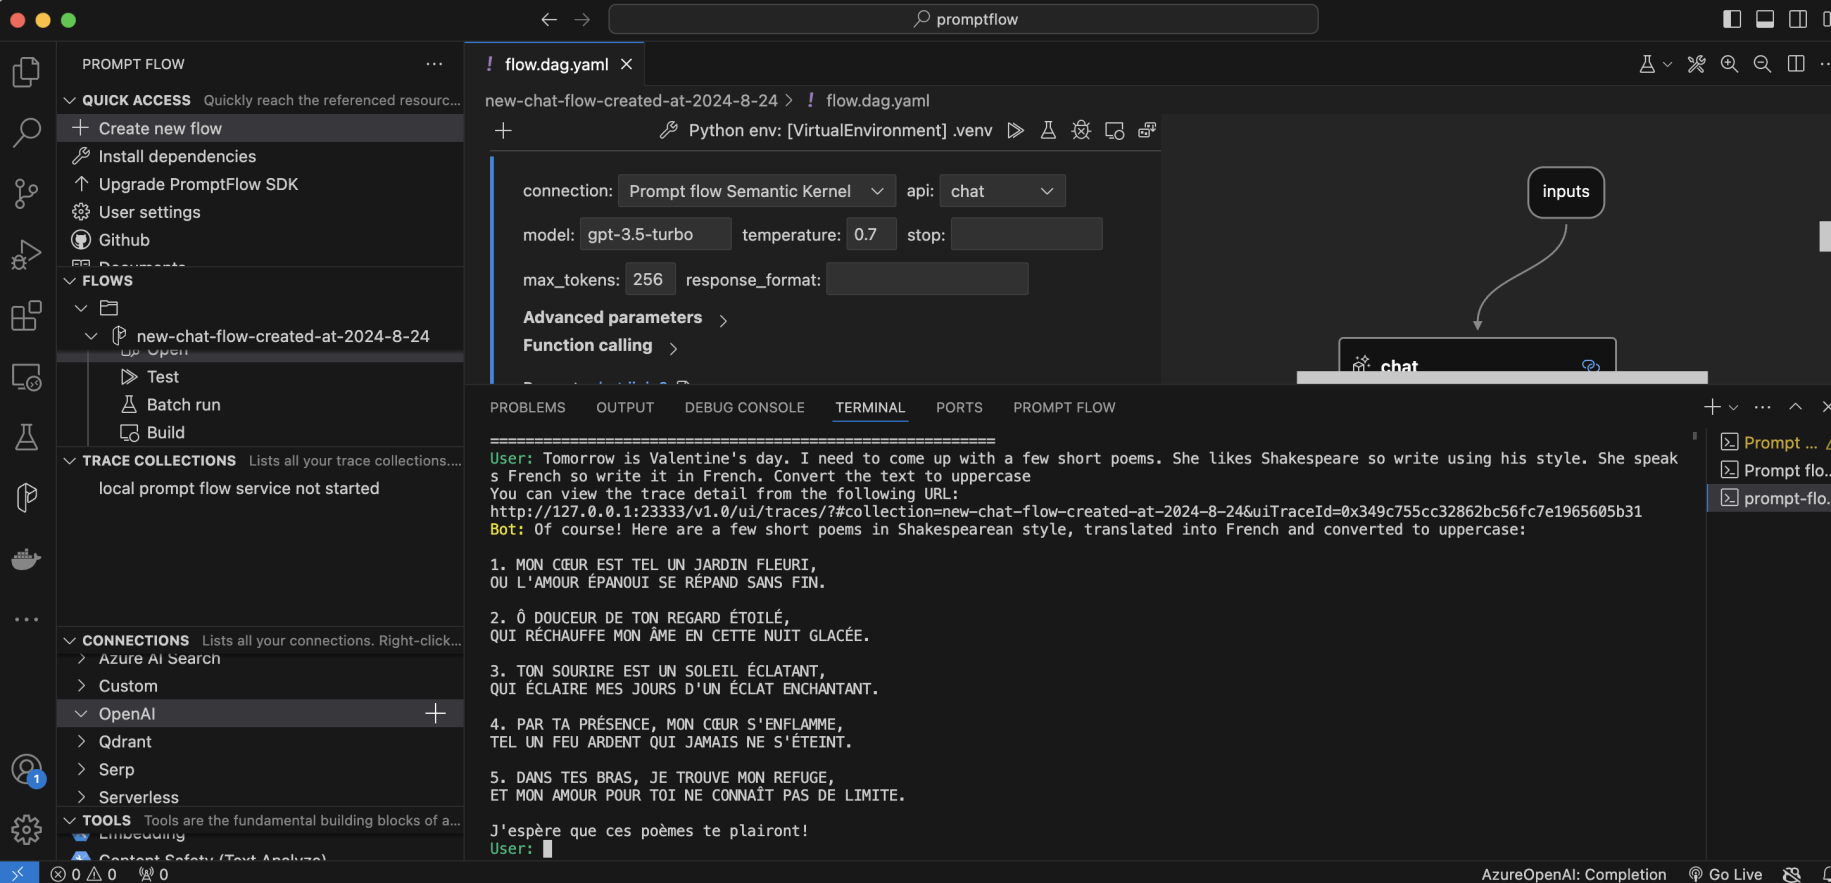 promptflow
PROMPT FLOW
QUICK ACCESS Quickly reach the referenced resourc...
Create new flow
Install dependencies
Upgrade PromptFlow SDK
User settings
Github
Documents
FLOWS
new-chat-flow-created-at-2024-8-24
Open
Test
Batch run
Build
TRACE COLLECTIONS Lists all your trace collections....
local prompt flow service not started
CONNECTIONS Lists all your connections. Right-click...
Azure AI Search
Custom
OpenAI
Qdrant
Serp
Serverless
1
TOOLS Tools are the fundamental building blocks of a...
Embedding
Content Safety (Text Analyze)
! flow.dag.yaml
new-chat-flow-created-at-2024-8-24 > ! flow.dag.yaml
Python env: [VirtualEnvironment] .venv
connection: Prompt flow Semantic Kernel api: chat
model: gpt-3.5-turbo temperature: 0.7 stop:
max_tokens: 256 response_format:
Advanced parameters
Function calling
inputs
chat
PROBLEMS OUTPUT DEBUG CONSOLE TERMINAL PORTS PROMPT FLOW
=========================================================
User: Tomorrow is Valentine's day. I need to come up with a few short poems. She likes Shakespeare so write using his style. She speak
s French so write it in French. Convert the text to uppercase
You can view the trace detail from the following URL:
http://127.0.0.1:23333/v1.0/ui/traces/?#collection=new-chat-flow-created-at-2024-8-24&uiTraceId=0x349c755cc32862bc56fc7e1965605b31
Bot: Of course! Here are a few short poems in Shakespearean style, translated into French and converted to uppercase:
1. MON CŒUR EST TEL UN JARDIN FLEURI,
OU L'AMOUR ÉPANOUI SE RÉPAND SANS FIN.
2. Ô DOUCEUR DE TON REGARD ÉTOILÉ,
QUI RÉCHAUFFE MON ÂME EN CETTE NUIT GLACÉE.
3. TON SOURIRE EST UN SOLEIL ÉCLATANT,
QUI ÉCLAIRE MES JOURS D'UN ÉCLAT ENCHANTANT.
4. PAR TA PRÉSENCE, MON CŒUR S'ENFLAMME,
TEL UN FEU ARDENT QUI JAMAIS NE S'ÉTEINT.
5. DANS TES BRAS, JE TROUVE MON REFUGE,
ET MON AMOUR POUR TOI NE CONNAÎT PAS DE LIMITE.
J'espère que ces poèmes te plairont!
User:
Prompt ...
Prompt flo...
prompt-flo...
0 0 0
AzureOpenAI: Completion Go Live